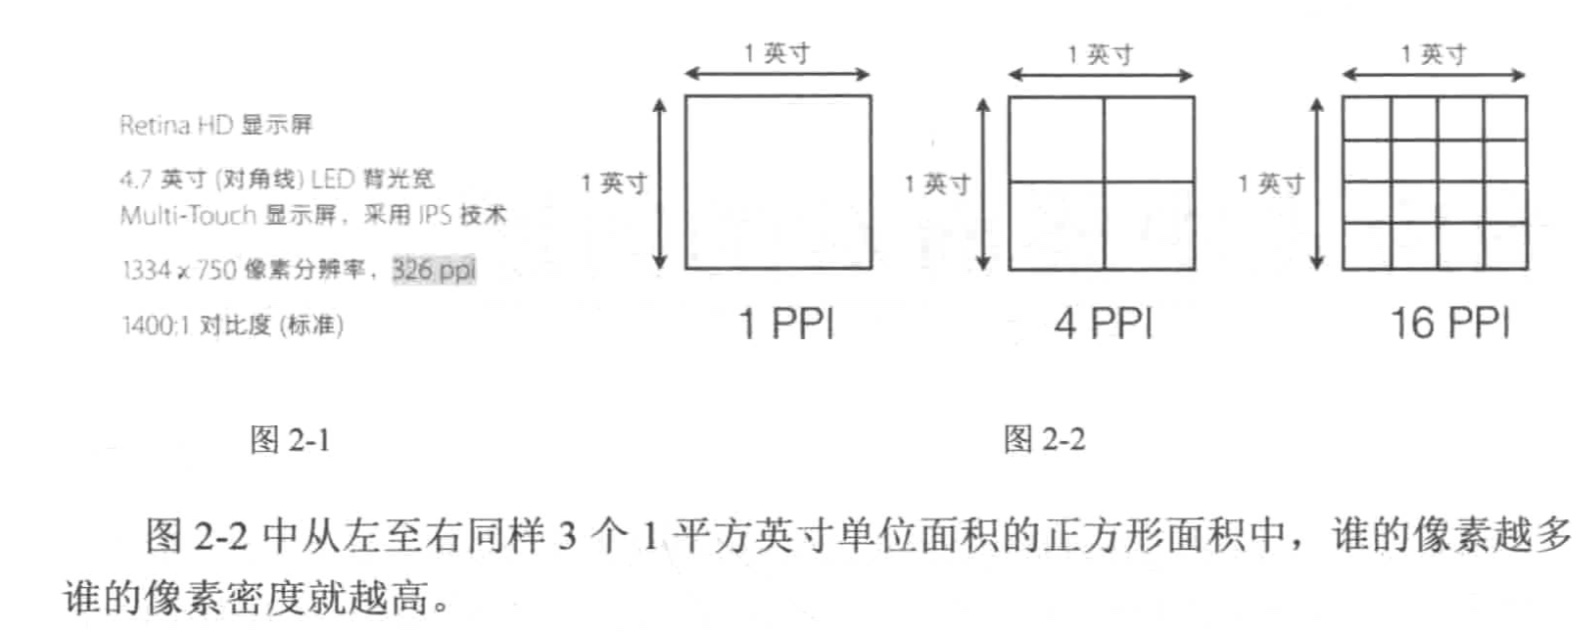 Retina HD 显示屏
4.7 英寸 (对角线) LED 背光宽
Multi-Touch 显示屏，采用 IPS 技术
1334 x 750 像素分辨率，326 ppi
1400:1 对比度 (标准)
图 2-1
1 英寸
1 英寸
1 PPI
1 英寸
1 英寸
4 PPI
1 英寸
1 英寸
16 PPI
图 2-2
图 2-2 中从左至右同样 3 个 1 平方英寸单位面积的正方形面积中，谁的像素越多
谁的像素密度就越高。